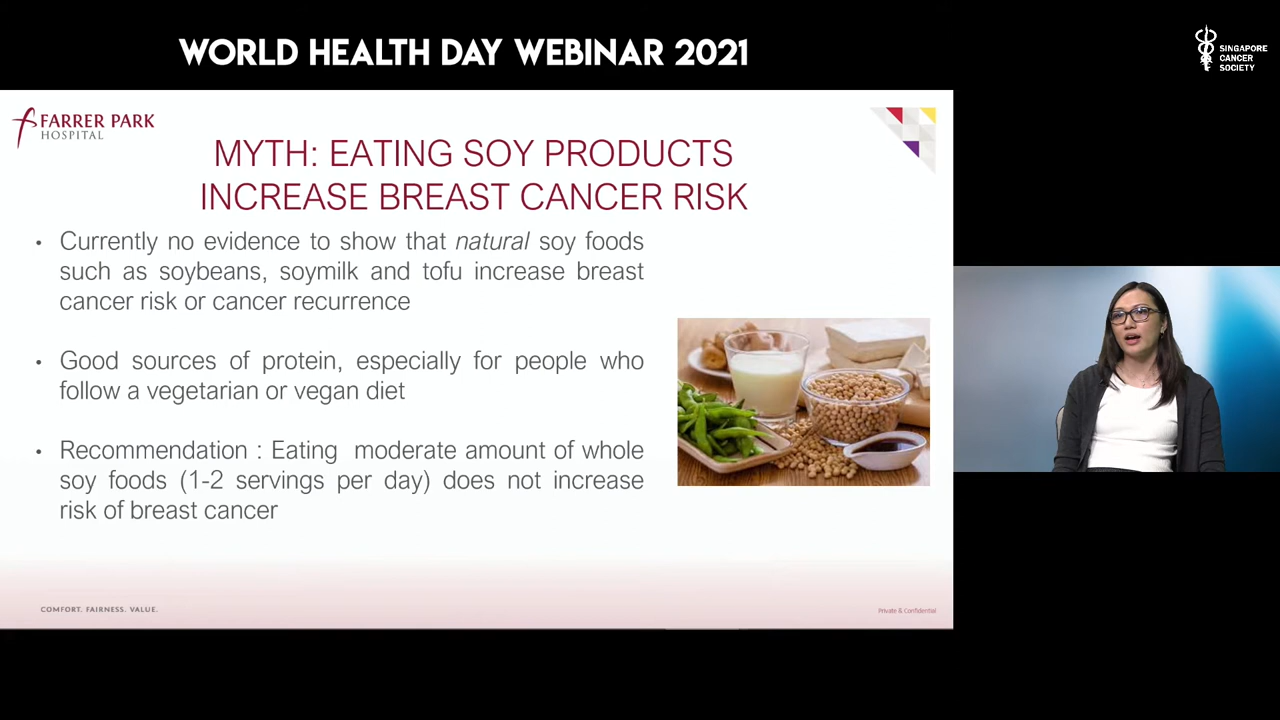 WORLD HEALTH DAY WEBINAR 2021
SINGAPORE
CANCER
SOCIETY
FARRER PARK
HOSPITAL
MYTH: EATING SOY PRODUCTS
INCREASE BREAST CANCER RISK
• Currently no evidence to show that natural soy foods
such as soybeans, soymilk and tofu increase breast
cancer risk or cancer recurrence
• Good sources of protein, especially for people who
follow a vegetarian or vegan diet
• Recommendation : Eating moderate amount of whole
soy foods (1-2 servings per day) does not increase
risk of breast cancer
COMFORT. FAIRNESS. VALUE.
Private & Confidential